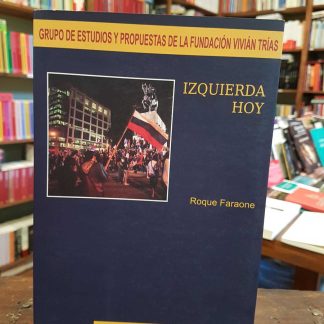 GRUPO DE ESTUDIOS Y PROPUESTAS DE LA FUNDACIÓN VIVIÁN TRÍAS
IZQUIERDA
HOY
Roque Faraone